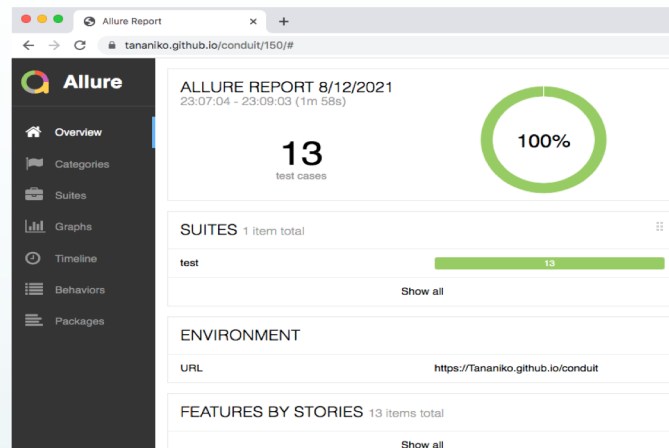 Allure Report
tananiko.github.io/conduit/150/#
Allure
Overview
Categories
Suites
Graphs
Timeline
Behaviors
Packages
ALLURE REPORT 8/12/2021
23:07:04 - 23:09:03 (1m 58s)
13
test cases
100%
SUITES 1 item total
test 13
Show all
ENVIRONMENT
URL https://Tananiko.github.io/conduit
FEATURES BY STORIES 13 items total
Show all